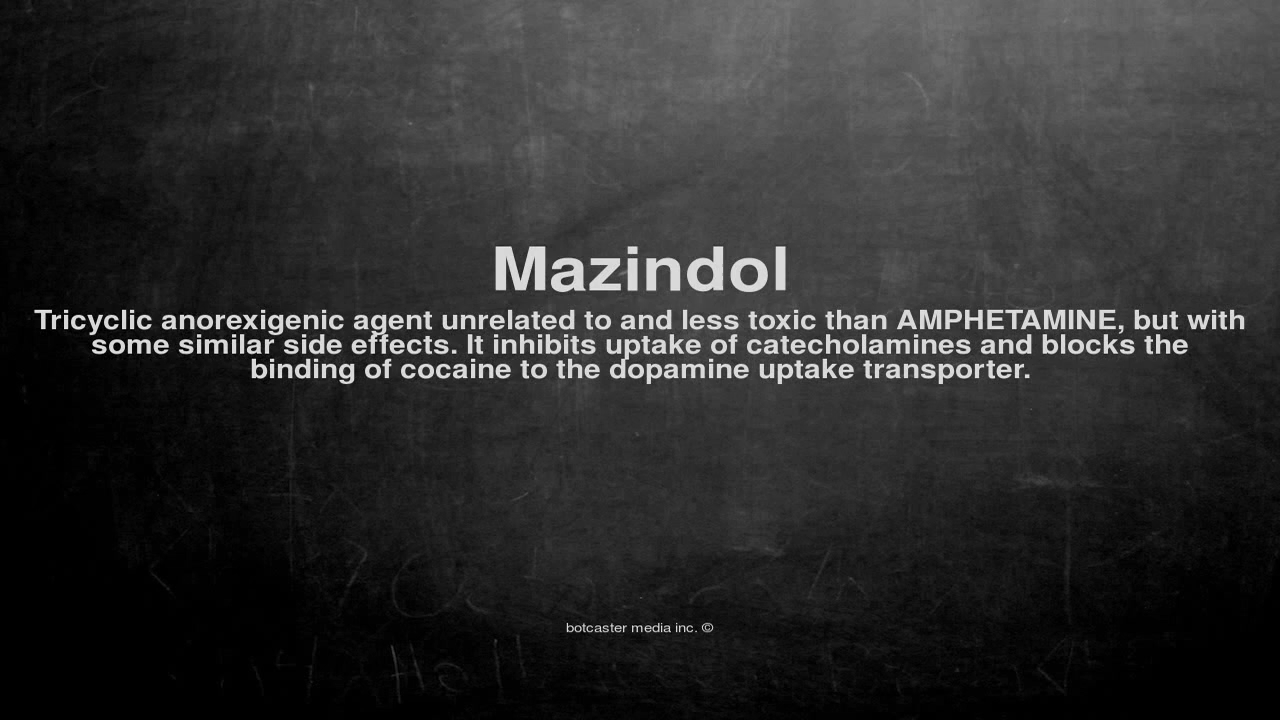 Mazindol
Tricyclic anorexigenic agent unrelated to and less toxic than AMPHETAMINE, but with
some similar side effects. It inhibits uptake of catecholamines and blocks the
binding of cocaine to the dopamine uptake transporter.
botcaster media inc. ©